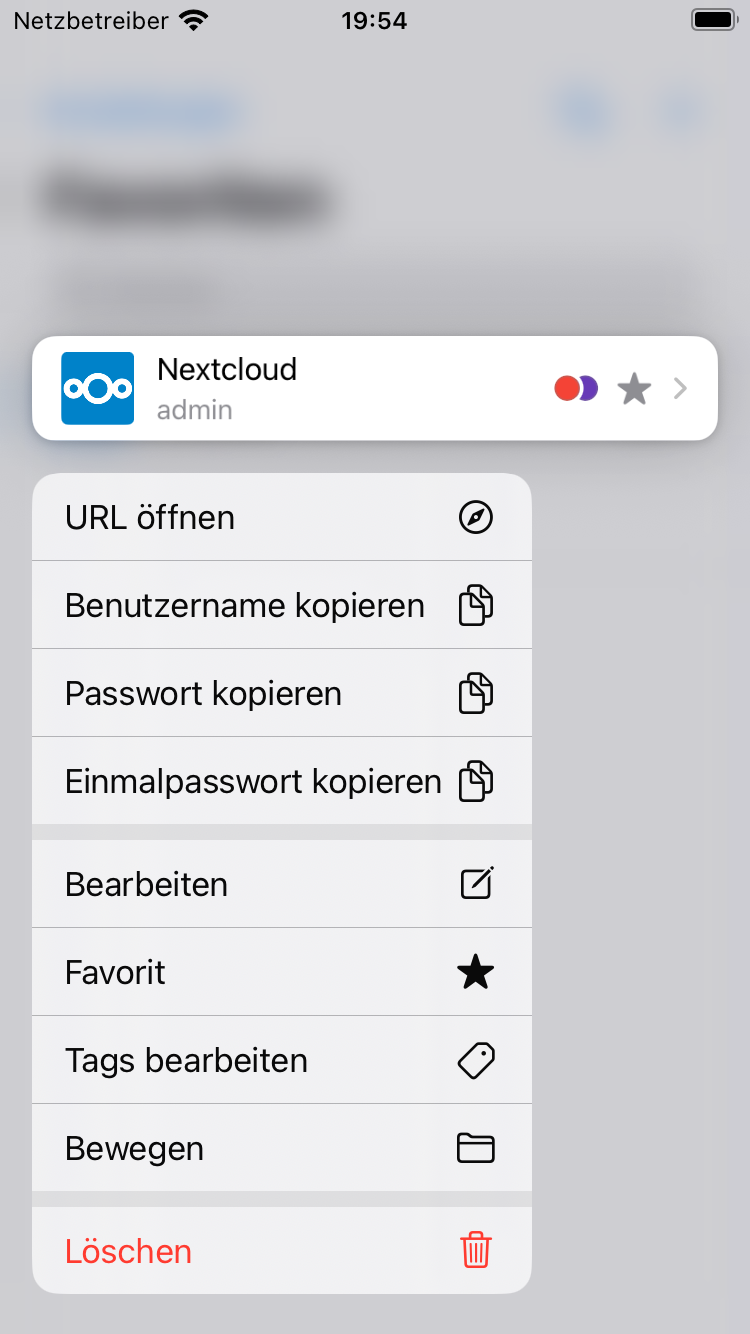 Netzbetreiber 19:54
Nextcloud
admin
URL öffnen
Benutzername kopieren
Passwort kopieren
Einmalpasswort kopieren
Bearbeiten
Favorit
Tags bearbeiten
Bewegen
Löschen